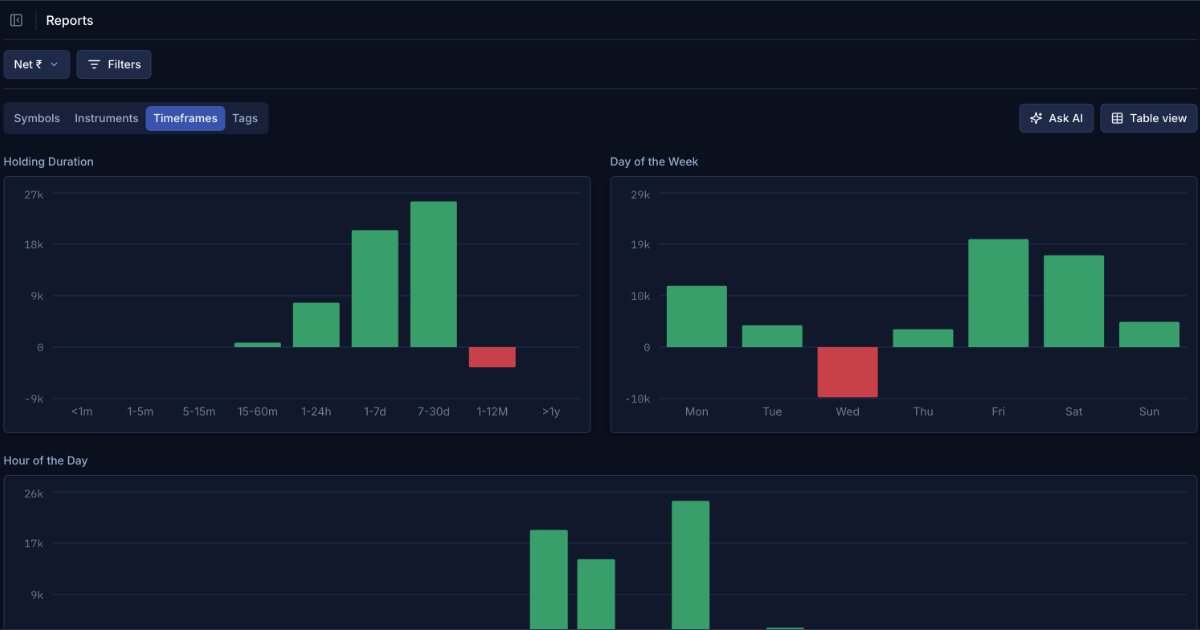 Reports
Net ₹
Filters
Symbols Instruments Timeframes Tags
Ask AI
Table view
Holding Duration
27k
18k
9k
0
-9k
<1m 1-5m 5-15m 15-60m 1-24h 1-7d 7-30d 1-12M >1y
Day of the Week
29k
19k
10k
0
-10k
Mon Tue Wed Thu Fri Sat Sun
Hour of the Day
26k
17k
9k